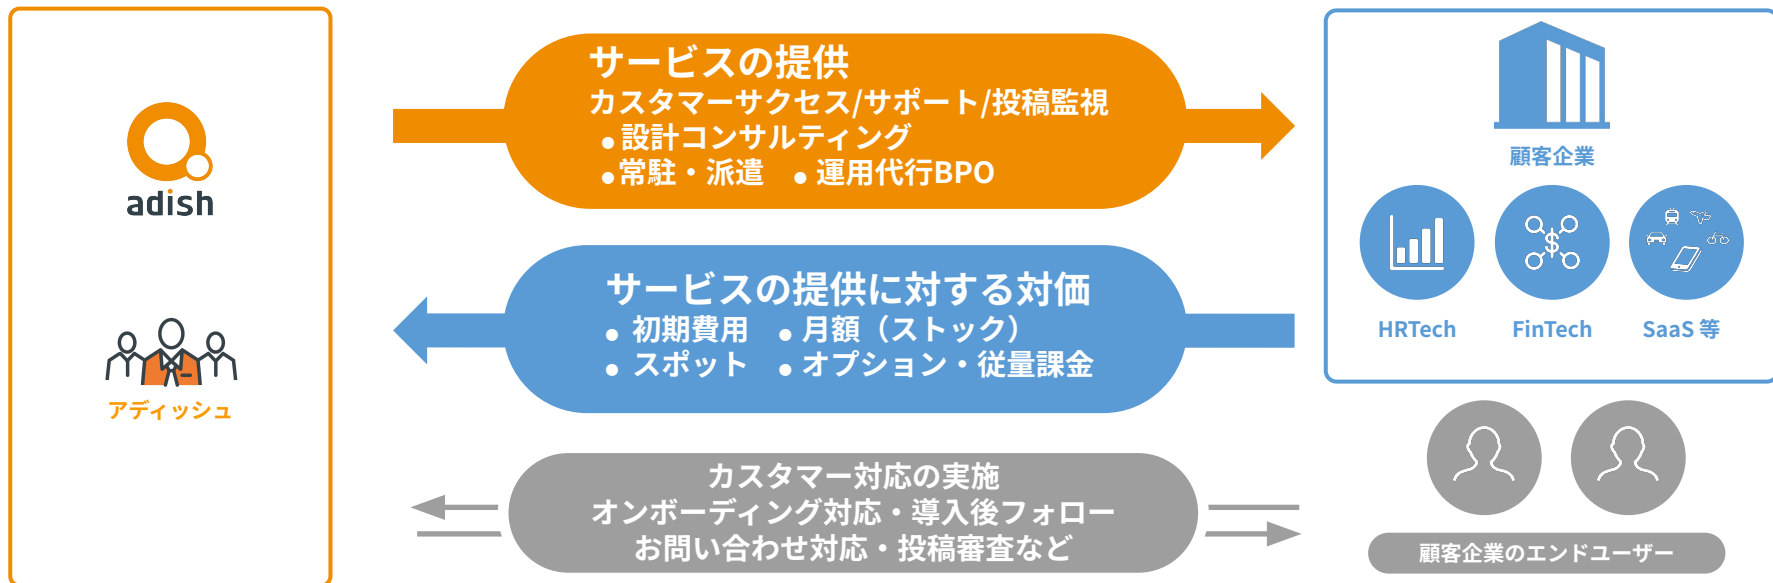 adish
アディッシュ
サービスの提供
カスタマーサクセス/サポート/投稿監視
● 設計コンサルティング
●常駐・派遣 ● 運用代行BPO
サービスの提供に対する対価
● 初期費用 ● 月額（ストック）
● スポット ● オプション・従量課金
カスタマー対応の実施
オンボーディング対応・導入後フォロー
お問い合わせ対応・投稿審査など
顧客企業
HRTech FinTech SaaS 等
顧客企業のエンドユーザー